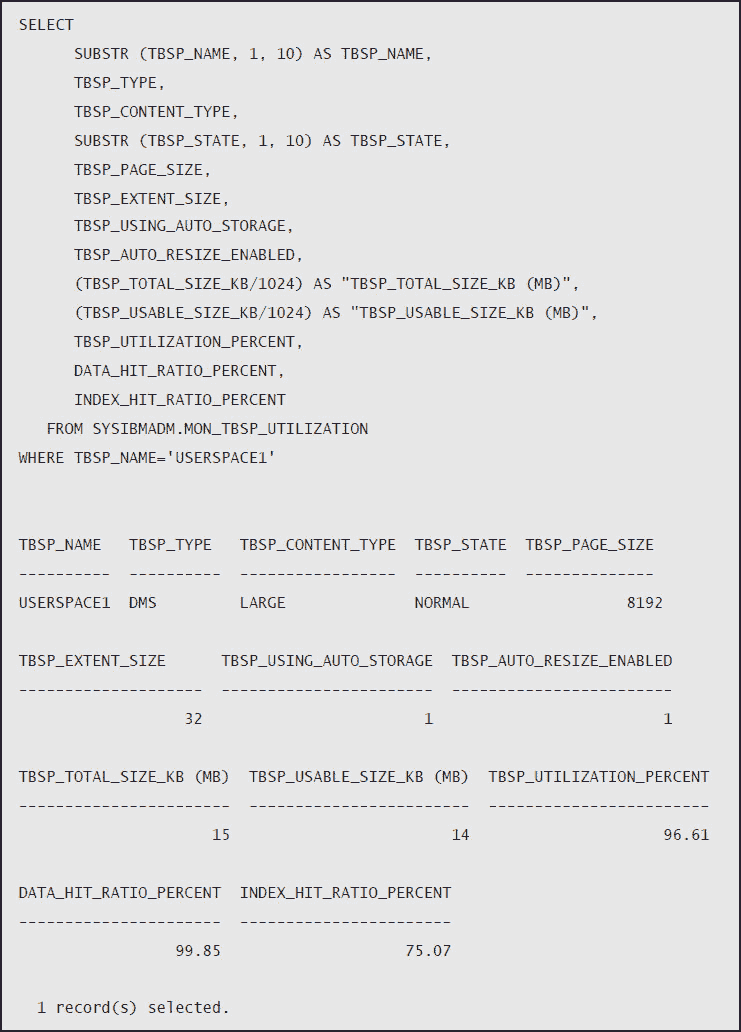 SELECT
SUBSTR (TBSP_NAME, 1, 10) AS TBSP_NAME,
TBSP_TYPE,
TBSP_CONTENT_TYPE,
SUBSTR (TBSP_STATE, 1, 10) AS TBSP_STATE,
TBSP_PAGE_SIZE,
TBSP_EXTENT_SIZE,
TBSP_USING_AUTO_STORAGE,
TBSP_AUTO_RESIZE_ENABLED,
(TBSP_TOTAL_SIZE_KB/1024) AS "TBSP_TOTAL_SIZE_KB (MB)",
(TBSP_USABLE_SIZE_KB/1024) AS "TBSP_USABLE_SIZE_KB (MB)",
TBSP_UTILIZATION_PERCENT,
DATA_HIT_RATIO_PERCENT,
INDEX_HIT_RATIO_PERCENT
FROM SYSIBMADM.MON_TBSP_UTILIZATION
WHERE TBSP_NAME='USERSPACE1'
TBSP_NAME   TBSP_TYPE   TBSP_CONTENT_TYPE  TBSP_STATE  TBSP_PAGE_SIZE
----------  ----------  -----------------  ----------  --------------
USERSPACE1  DMS         LARGE              NORMAL                8192
TBSP_EXTENT_SIZE      TBSP_USING_AUTO_STORAGE  TBSP_AUTO_RESIZE_ENABLED
--------------------  -----------------------  ------------------------
32                        1                         1
TBSP_TOTAL_SIZE_KB (MB)  TBSP_USABLE_SIZE_KB (MB)  TBSP_UTILIZATION_PERCENT
-----------------------  ------------------------  ------------------------
15                        14                     96.61
DATA_HIT_RATIO_PERCENT  INDEX_HIT_RATIO_PERCENT
----------------------  -----------------------
99.85                    75.07
1 record(s) selected.